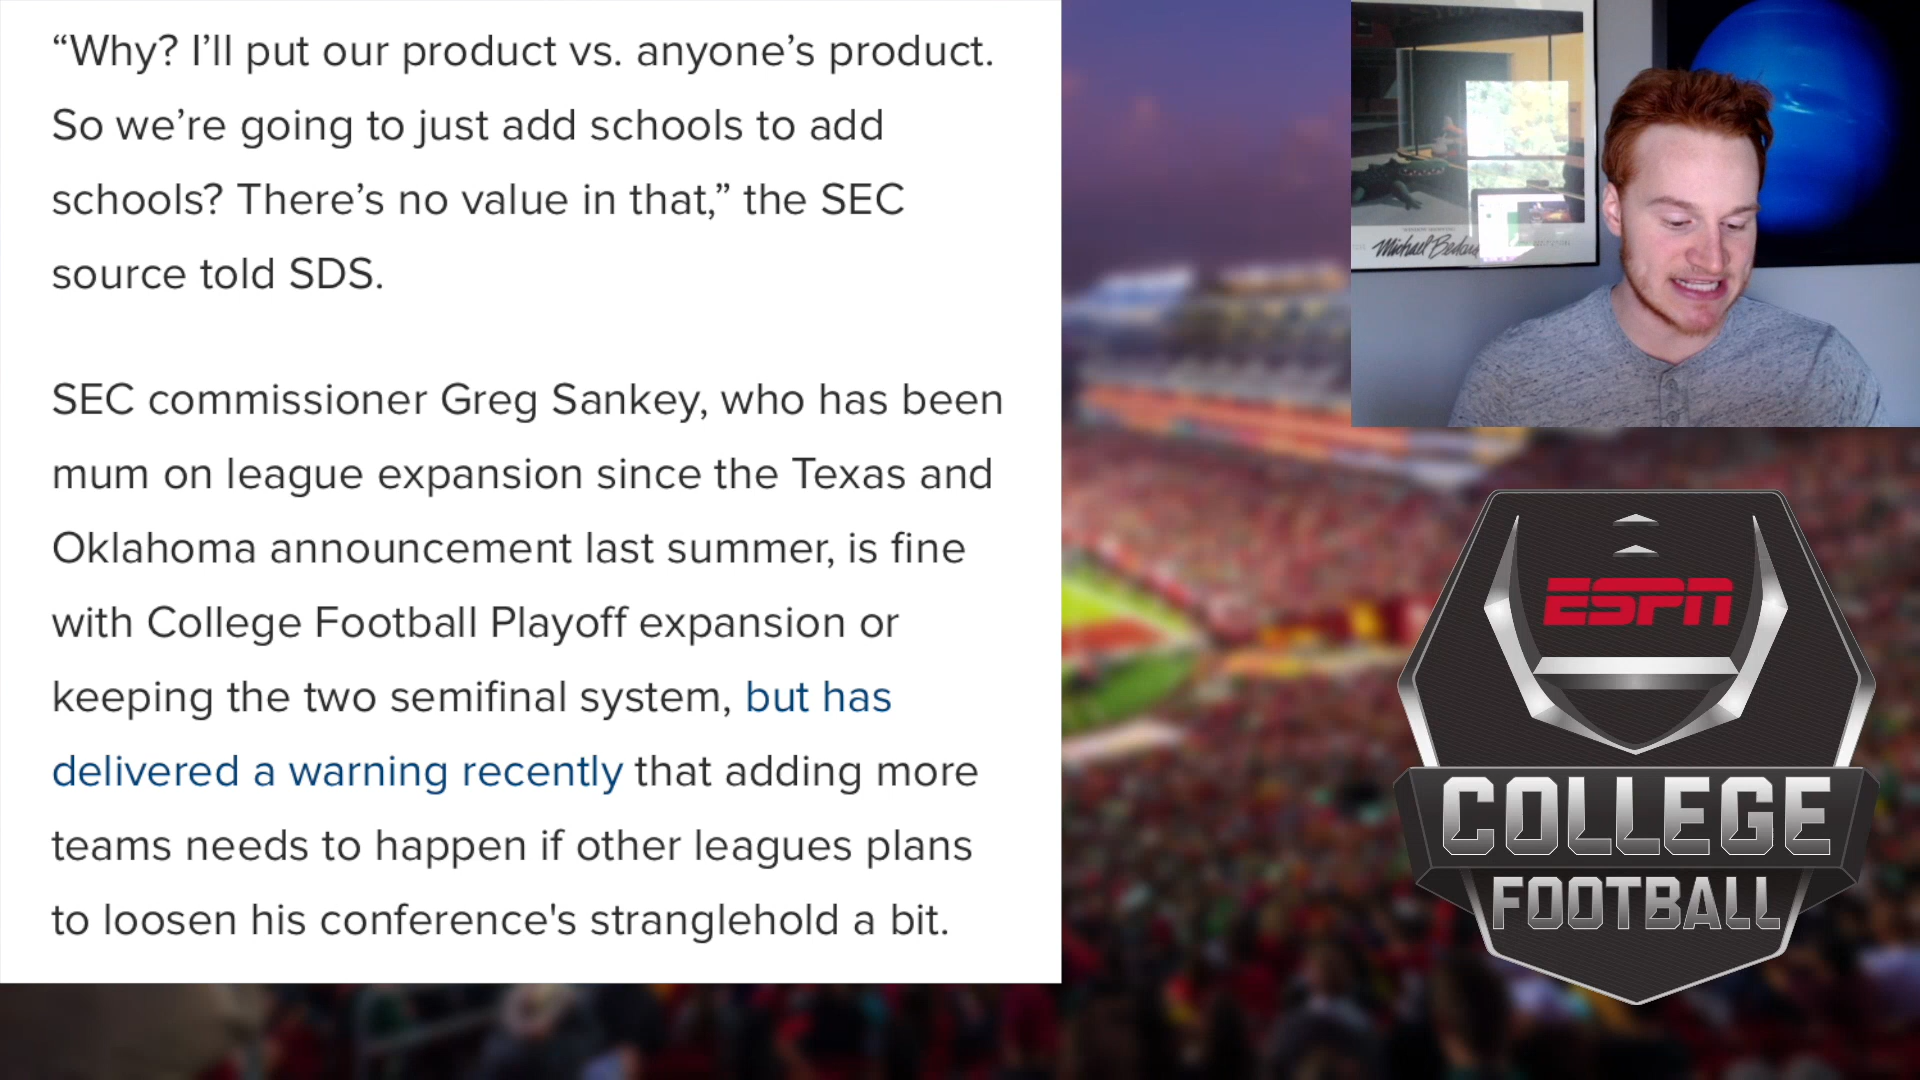 “Why? I’ll put our product vs. anyone’s product.
So we’re going to just add schools to add
schools? There’s no value in that,” the SEC
source told SDS.
SEC commissioner Greg Sankey, who has been
mum on league expansion since the Texas and
Oklahoma announcement last summer, is fine
with College Football Playoff expansion or
keeping the two semifinal system, but has
delivered a warning recently that adding more
teams needs to happen if other leagues plans
to loosen his conference's stranglehold a bit.
Michael
ESPN
COLLEGE
FOOTBALL